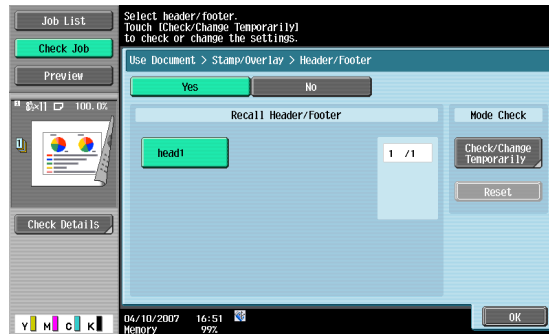 Job List
Check Job
Preview
100.0%
Check Details
Y M C K
Select header/footer.
Touch [Check/Change Temporarily]
to check or change the settings.
Use Document > Stamp/Overlay > Header/Footer
Yes
No
Recall Header/Footer
head1
1 /1
Mode Check
Check/Change
Temporarily
Reset
04/10/2007 16:51
Memory 99%
OK